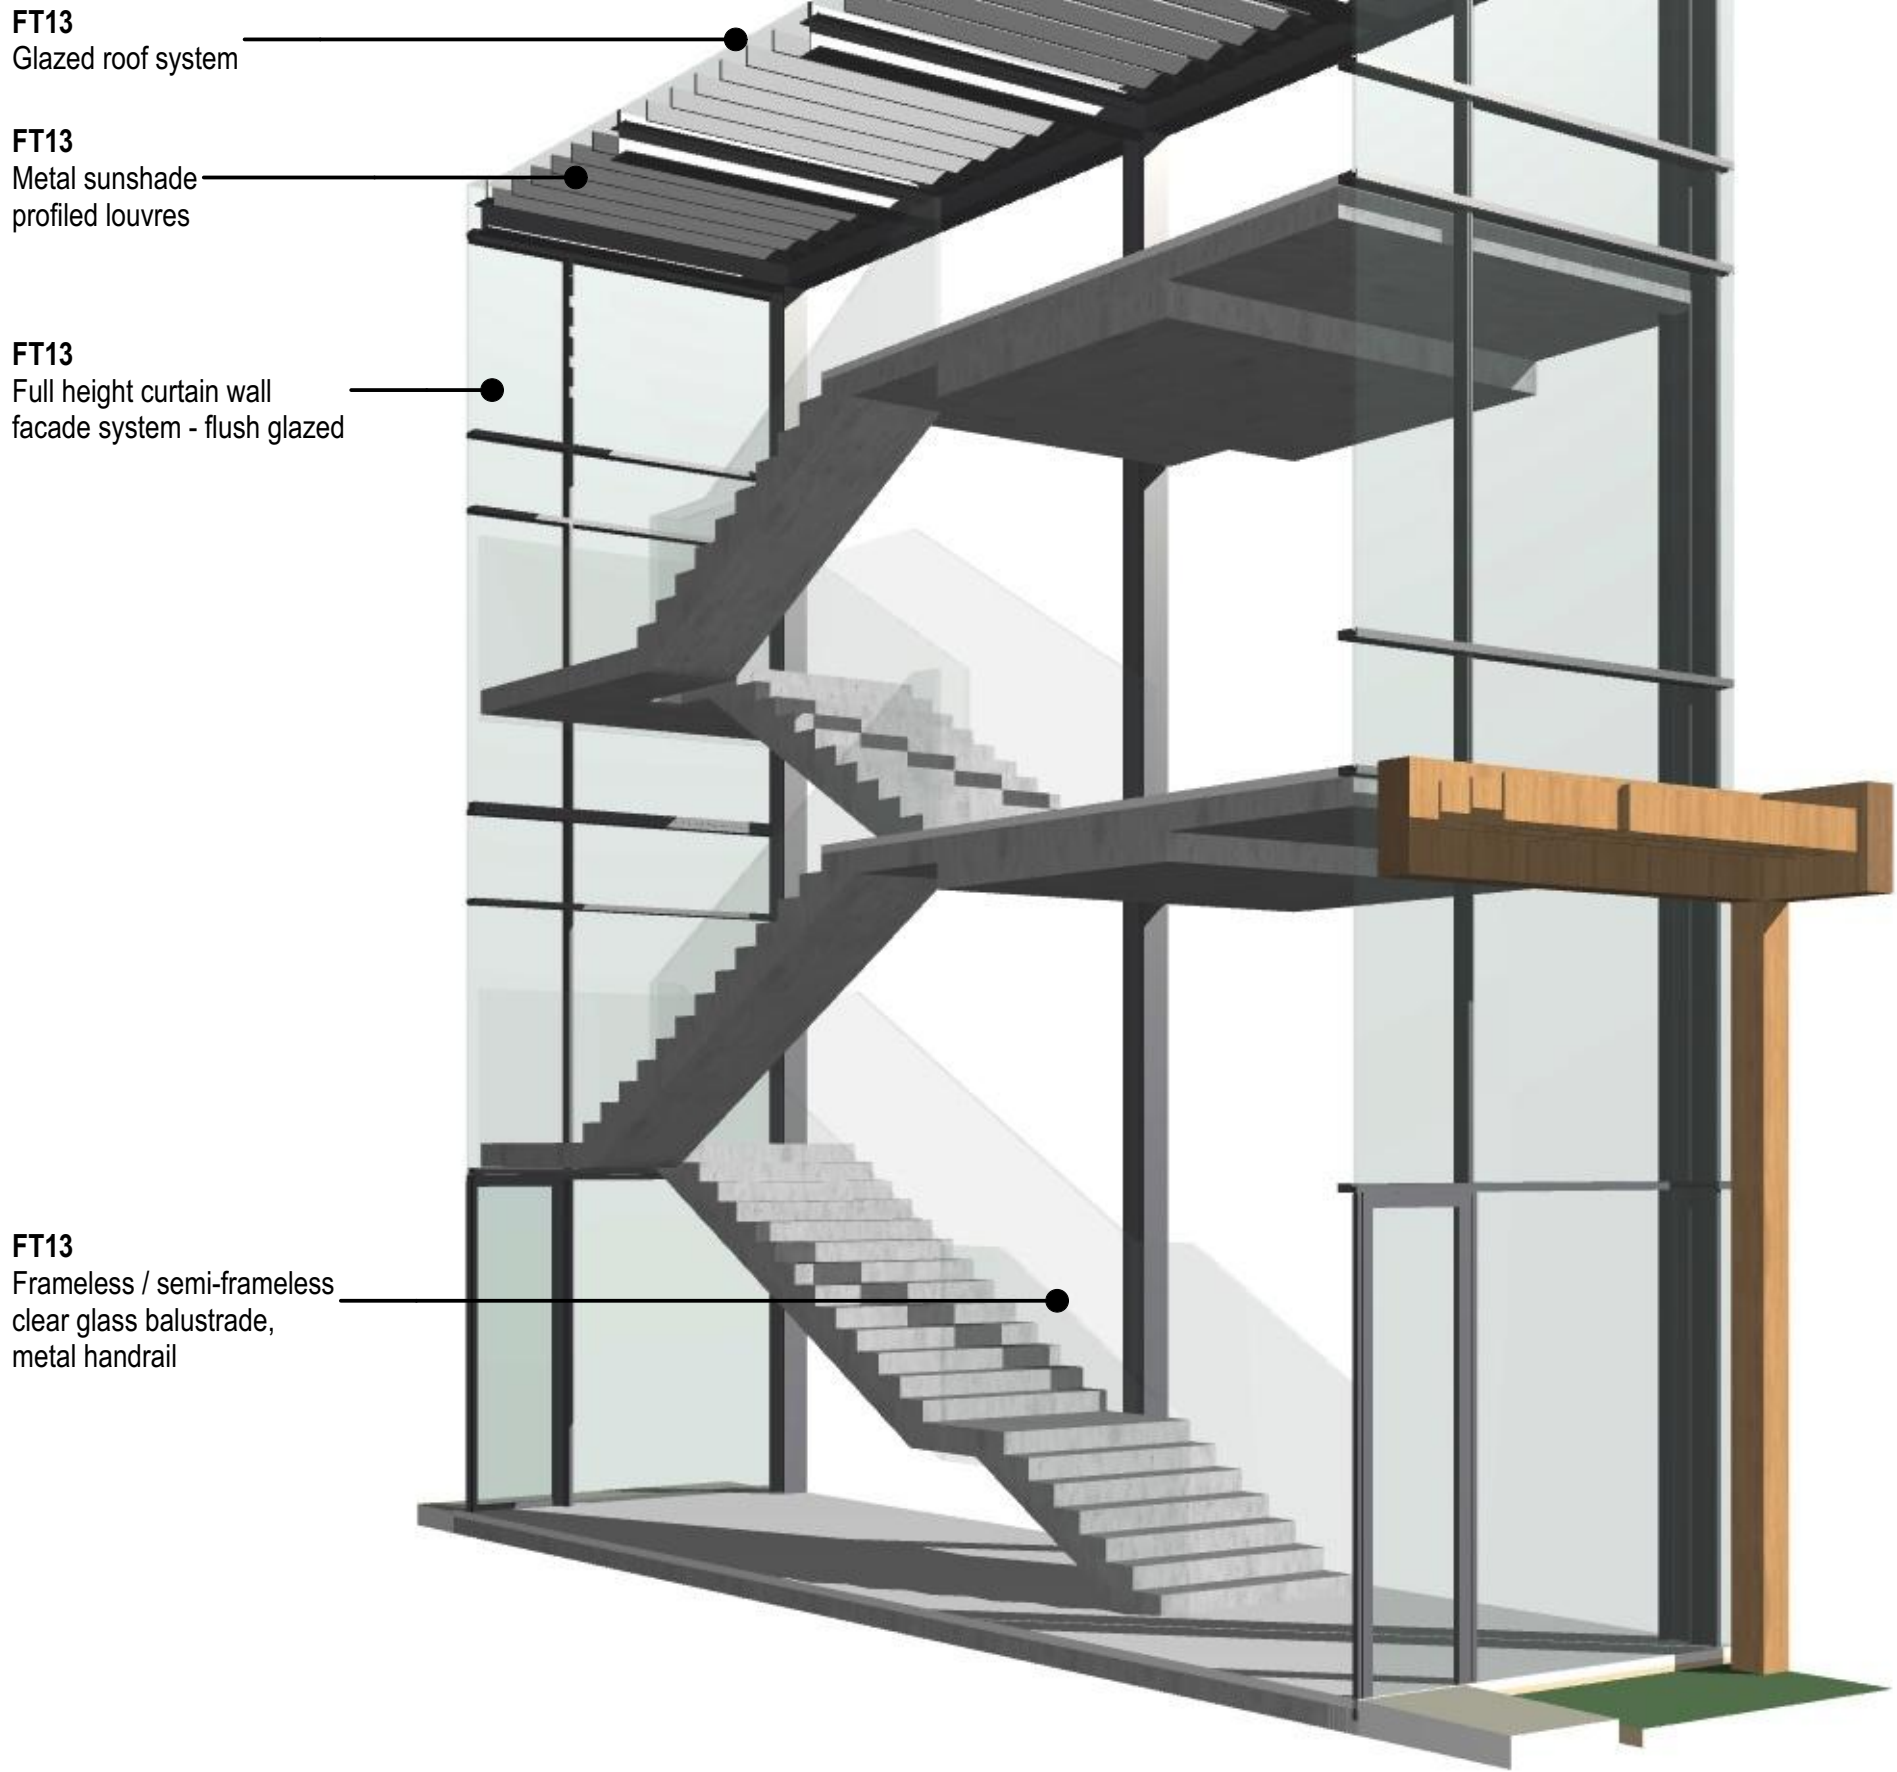 FT13
Glazed roof system
FT13
Metal sunshade
profiled louvres
FT13
Full height curtain wall
facade system - flush glazed
FT13
Frameless / semi-frameless
clear glass balustrade,
metal handrail